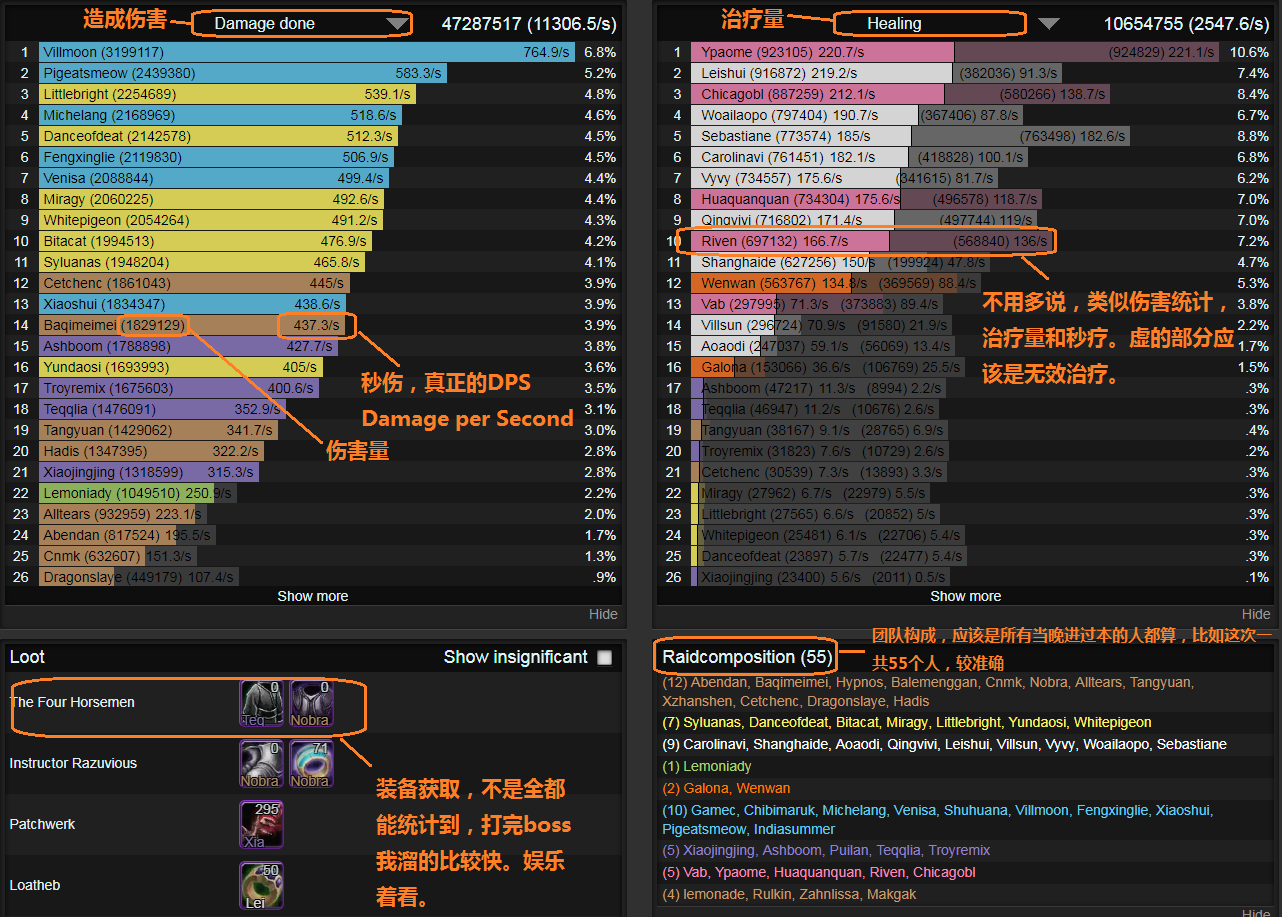 造成伤害
Damage done
47287517 (11306.5/s)
1 Villmoon (3199117) 764.9/s 6.8%
2 Pigeatsmeow (2439380) 583.3/s 5.2%
3 Littlebright (2254689) 539.1/s 4.8%
4 Michelang (2168969) 518.6/s 4.6%
5 Danceofdeat (2142578) 512.3/s 4.5%
6 Fengxinglie (2119830) 506.9/s 4.5%
7 Venisa (2088844) 499.4/s 4.4%
8 Miragy (2060225) 492.6/s 4.4%
9 Whitepigeon (2054264) 491.2/s 4.3%
10 Bitacat (1994513) 476.9/s 4.2%
11 Syluanas (1948204) 465.8/s 4.1%
12 Cetchenc (1861043) 445/s 3.9%
13 Xiaoshui (1834347) 438.6/s 3.9%
14 Baqimeimei (1829129) 437.3/s 3.9%
15 Ashboom (1788898) 427.7/s 3.8%
16 Yundaosi (1693993) 405/s 3.6%
17 Troyremix (1675603) 400.6/s 3.5%
18 Teqqlia (1476091) 352.9/s 3.1%
19 Tangyuan (1429062) 341.7/s 3.0%
20 Hadis (1347395) 322.2/s 2.8%
21 Xiaojingjing (1318599) 315.3/s 2.8%
22 Lemoniady (1049510) 250.9/s 2.2%
23 Alltears (932959) 223.1/s 2.0%
24 Abendan (817524) 195.5/s 1.7%
25 Cnmk (632607) 151.3/s 1.3%
26 Dragonslaye (449179) 107.4/s .9%
Show more
Hide
秒伤，真正的DPS
Damage per Second
伤害量
治疗量
Healing
10654755 (2547.6/s)
1 Ypaome (923105) 220.7/s (924829) 221.1/s 10.6%
2 Leishui (916872) 219.2/s (382036) 91.3/s 7.4%
3 Chicagobl (887259) 212.1/s (580266) 138.7/s 8.4%
4 Woailaopo (797404) 190.7/s (367406) 87.8/s 6.7%
5 Sebastiane (773574) 185/s (763498) 182.6/s 8.8%
6 Carolinavi (761451) 182.1/s (418828) 100.1/s 6.8%
7 Vyvy (734557) 175.6/s (341615) 81.7/s 6.2%
8 Huaquanquan (734304) 175.6/s (496578) 118.7/s 7.0%
9 Qingvivi (716802) 171.4/s (497744) 119/s 7.0%
10 Riven (697132) 166.7/s (568840) 136/s 7.2%
11 Shanghaide (627256) 150/s (199924) 47.8/s 4.7%
12 Wenwan (563767) 134.8/s (369569) 88.4/s 5.3%
13 Vab (297995) 71.3/s (373883) 89.4/s 3.8%
14 Villsun (296724) 70.9/s (91580) 21.9/s 2.2%
15 Aoaodi (247037) 59.1/s (56069) 13.4/s 1.7%
16 Galona (153066) 36.6/s (106769) 25.5/s 1.5%
17 Ashboom (47217) 11.3/s (8994) 2.2/s .3%
18 Teqqlia (46947) 11.2/s (10676) 2.6/s .3%
19 Tangyuan (38167) 9.1/s (28765) 6.9/s .4%
20 Troyremix (31823) 7.6/s (10729) 2.6/s .2%
21 Cetchenc (30539) 7.3/s (13893) 3.3/s .3%
22 Miragy (27962) 6.7/s (22979) 5.5/s .3%
23 Littlebright (27565) 6.6/s (20852) 5/s .3%
24 Whitepigeon (25481) 6.1/s (22706) 5.4/s .3%
25 Danceofdeat (23897) 5.7/s (22477) 5.4/s .3%
26 Xiaojingjing (23400) 5.6/s (2011) 0.5/s .1%
Show more
Hide
不用多说，类似伤害统计，
治疗量和秒疗。虚的部分应
该是无效治疗。
Loot
Show insignificant
The Four Horsemen
0 Teq
0 Nobra
Instructor Razuvious
0 Nobra
71 Nobra
Patchwerk
295 Xia
Loatheb
50 Lei
装备获取，不是全都
能统计到，打完boss
我溜的比较快。娱乐
着看。
Raidcomposition (55)
团队构成，应该是所有当晚进过本的人都算，比如这次一
共55个人，较准确
(12) Abendan, Baqimeimei, Hypnos, Balemenggan, Cnmk, Nobra, Alltears, Tangyuan,
Xzhanshen, Cetchenc, Dragonslaye, Hadis
(7) Syluanas, Danceofdeat, Bitacat, Miragy, Littlebright, Yundaosi, Whitepigeon
(9) Carolinavi, Shanghaide, Aoaodi, Qingvivi, Leishui, Villsun, Vyvy, Woailaopo, Sebastiane
(1) Lemoniady
(2) Galona, Wenwan
(10) Gamec, Chibimaruk, Michelang, Venisa, Shuhuana, Villmoon, Fengxinglie, Xiaoshui,
Pigeatsmeow, Indiasummer
(5) Xiaojingjing, Ashboom, Puilan, Teqqlia, Troyremix
(5) Vab, Ypaome, Huaquanquan, Riven, Chicagobl
(4) lemonade, Rulkin, Zahnlissa, Makgak
Hide